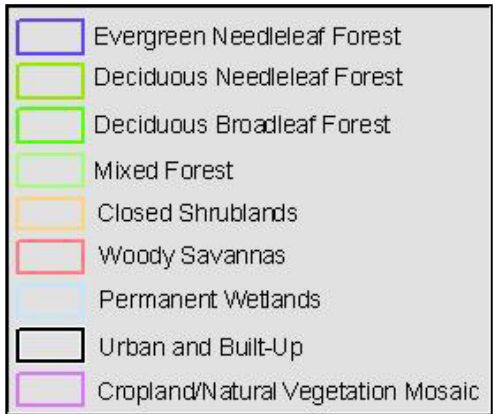 Evergreen Needleleaf Forest
Deciduous Needleleaf Forest
Deciduous Broadleaf Forest
Mixed Forest
Closed Shrublands
Woody Savannas
Permanent Wetlands
Urban and Built-Up
Cropland/Natural Vegetation Mosaic